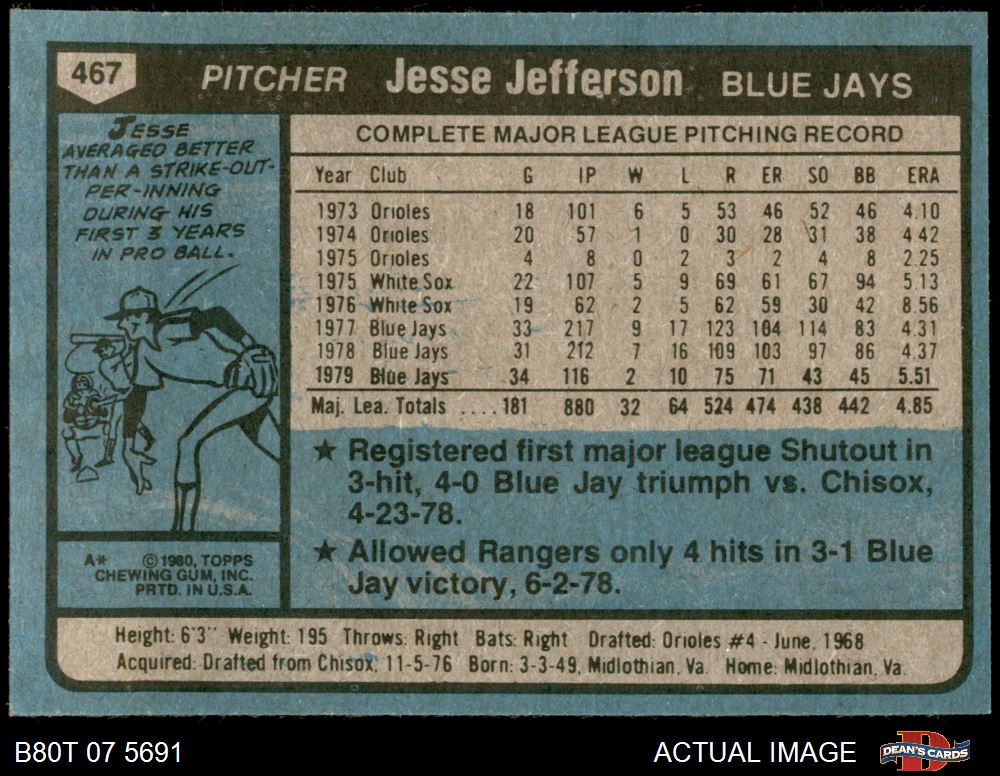 467 PITCHER Jesse Jefferson BLUE JAYS
JESSE
AVERAGED BETTER
THAN A STRIKE-OUT-
PER-INNING
DURING HIS
FIRST 3 YEARS
IN PRO BALL.
COMPLETE MAJOR LEAGUE PITCHING RECORD
Year Club G IP W L R ER SO BB ERA
1973 Orioles 18 101 6 5 53 46 52 46 4.10
1974 Orioles 20 57 1 0 30 28 31 38 4.42
1975 Orioles 4 8 0 2 3 2 4 8 2.25
1975 White Sox 22 107 5 9 69 61 67 94 5.13
1976 White Sox 19 62 2 5 62 59 30 42 8.56
1977 Blue Jays 33 217 9 17 123 104 114 83 4.31
1978 Blue Jays 31 212 7 16 109 103 97 86 4.37
1979 Blue Jays 34 116 2 10 75 71 43 45 5.51
Maj. Lea. Totals ....181 880 32 64 524 474 438 442 4.85
★ Registered first major league Shutout in
3-hit, 4-0 Blue Jay triumph vs. Chisox,
4-23-78.
★ Allowed Rangers only 4 hits in 3-1 Blue
Jay victory, 6-2-78.
A* © 1980, TOPPS
CHEWING GUM, INC.
PRTD. IN U.S.A.
Height: 6'3" Weight: 195 Throws: Right Bats: Right Drafted: Orioles #4 - June, 1968
Acquired: Drafted from Chisox, 11-5-76 Born: 3-3-49, Midlothian, Va. Home: Midlothian, Va.
B80T 07 5691 ACTUAL IMAGE D DEAN'S CARDS